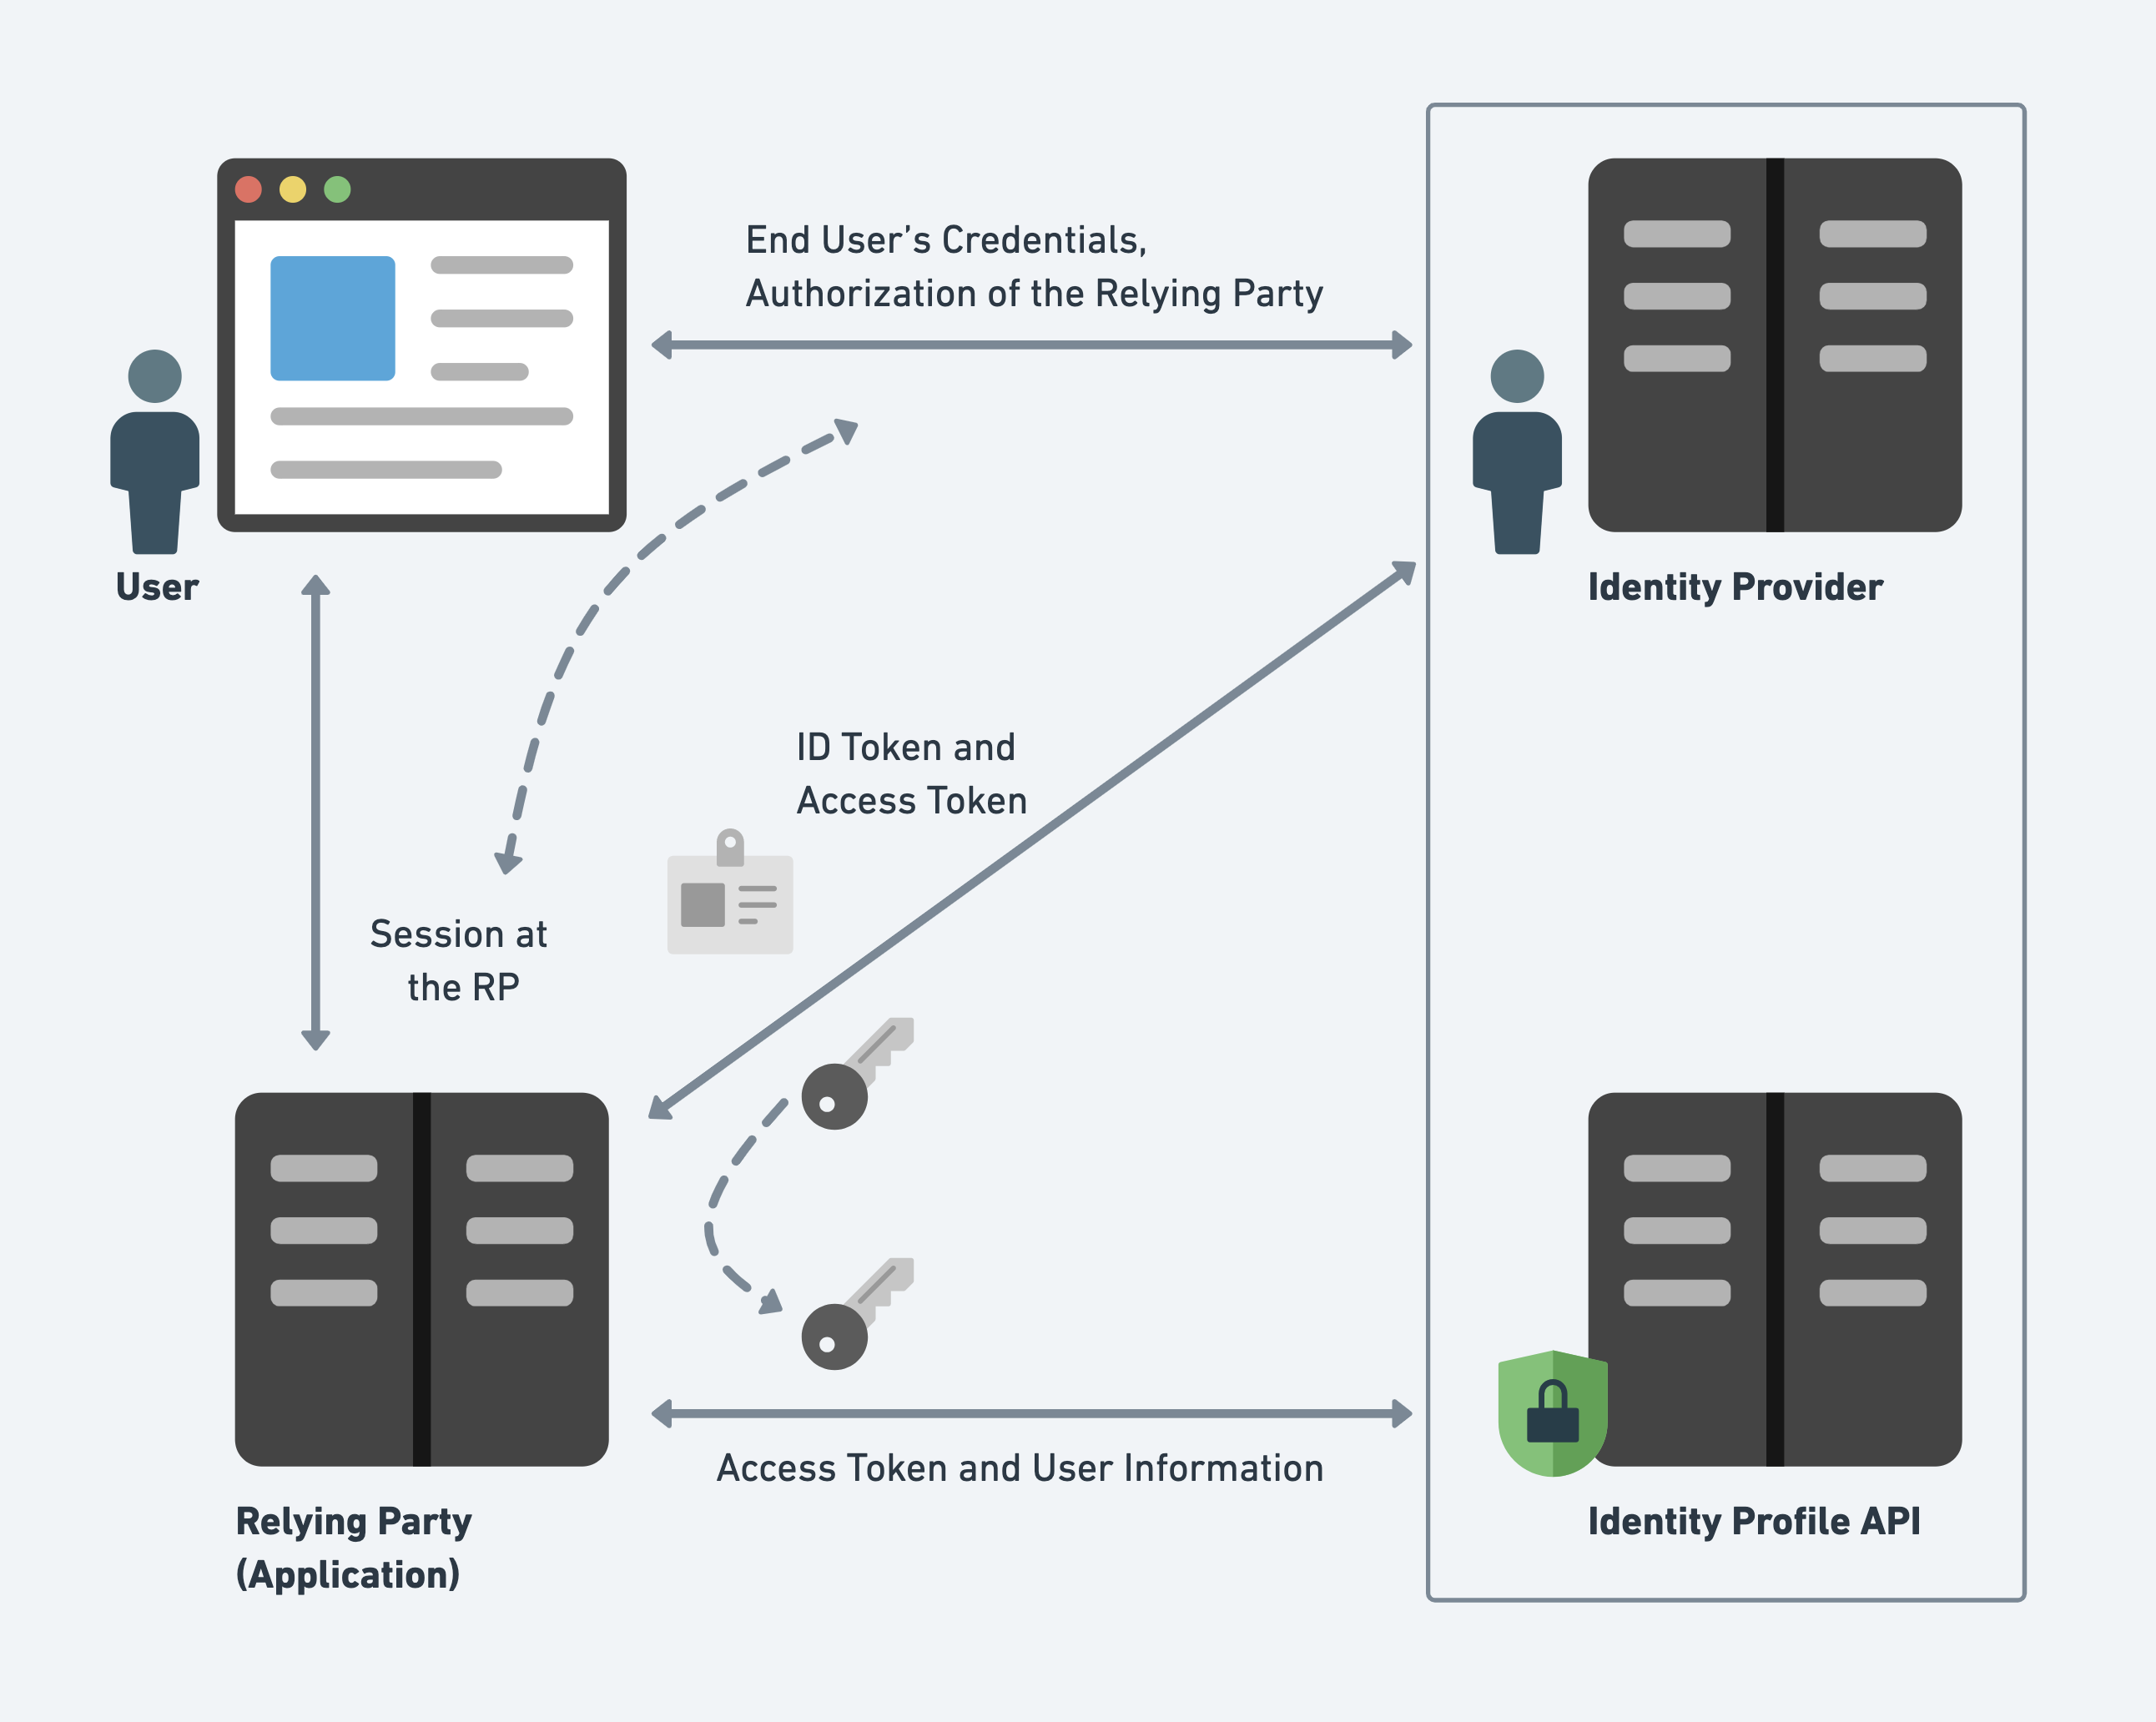 End User’s Credentials,
Authorization of the Relying Party
User
Identity Provider
ID Token and
Access Token
Session at
the RP
Access Token and User Information
Relying Party
(Application)
Identity Profile API